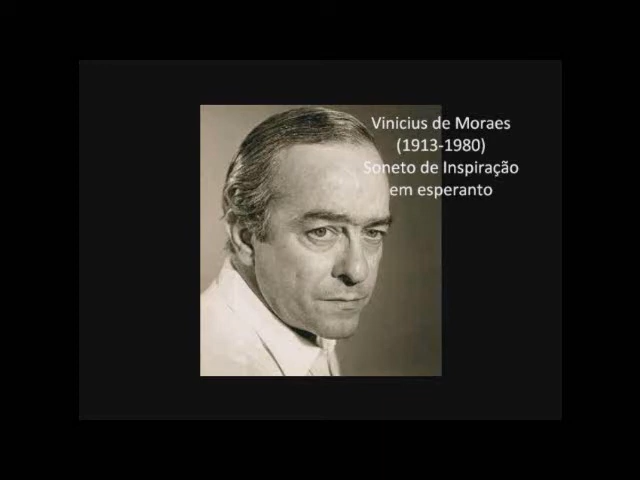 Vinicius de Moraes
(1913-1980)
Soneto de Inspiração
em esperanto